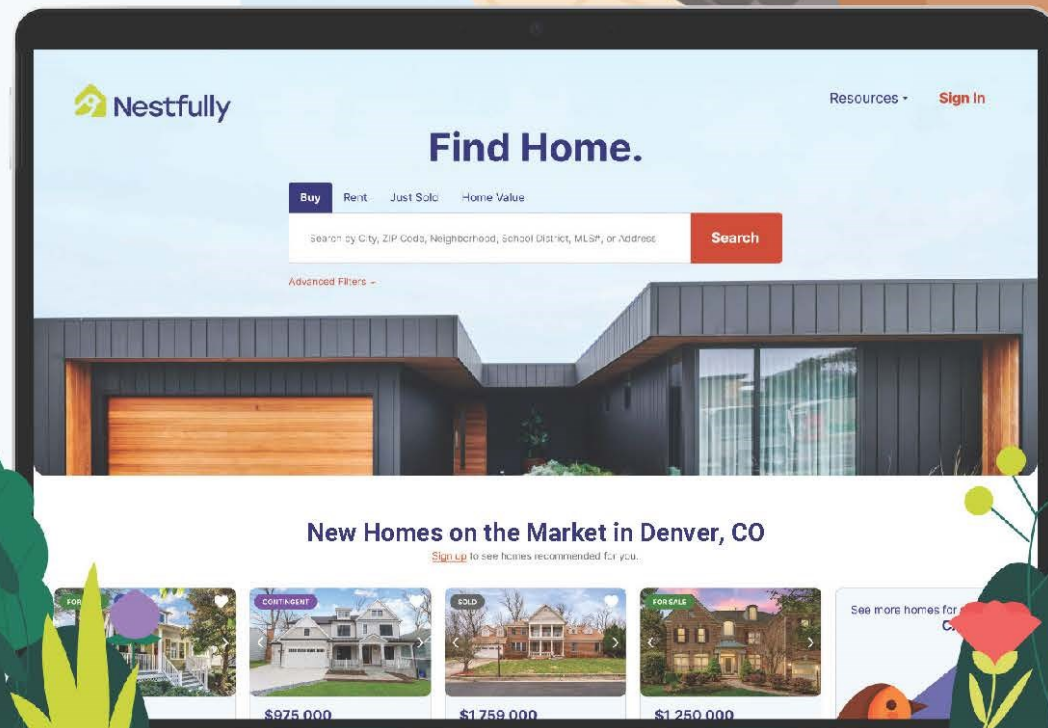 Nestfully
Resources
Sign In
Find Home.
Buy Rent Just Sold Home Value
Search by City, ZIP Code, Neighborhood, School District, MLS#, or Address
Search
Advanced Filters
New Homes on the Market in Denver, CO
Sign up to see homes recommended for you.
FOR
CONTINGENT
SOLD
FOR SALE
See more homes for
$975,000
$1,759,000
$1,250,000